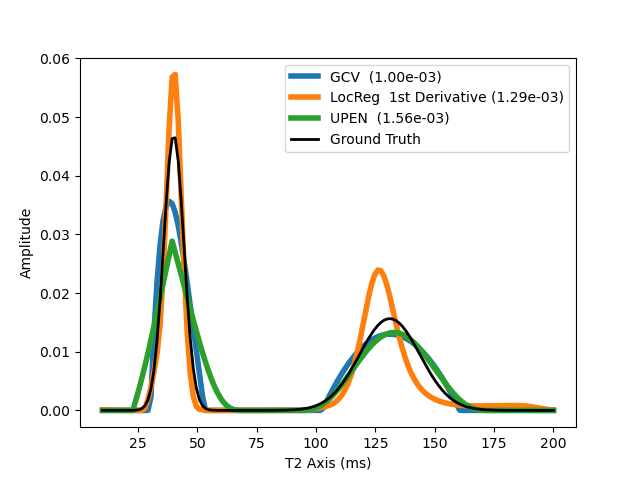 GCV (1.00e-03)
LocReg 1st Derivative (1.29e-03)
UPEN (1.56e-03)
Ground Truth
Amplitude
0.06
0.05
0.04
0.03
0.02
0.01
0.00
25 50 75 100 125 150 175 200
T2 Axis (ms)